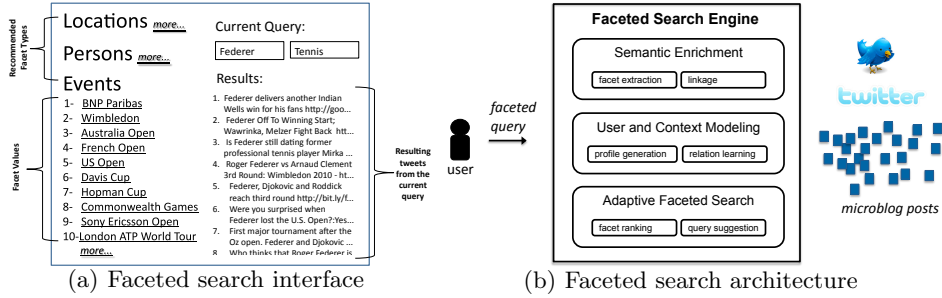 Recommended
Facet Types
Facet Values
Locations more...
Persons more...
Events
1- BNP Paribas
2- Wimbledon
3- Australia Open
4- French Open
5- US Open
6- Davis Cup
7- Hopman Cup
8- Commonwealth Games
9- Sony Ericsson Open
10-London ATP World Tour
more...
Current Query:
Federer Tennis
Results:
1. Federer delivers another Indian
Wells win for his fans http://goo...
2. Federer Off To Winning Start;
Wawrinka, Melzer Fight Back htt...
3. Is Federer still dating former
professional tennis player Mirka ...
4. Roger Federer vs Arnaud Clement
3rd Round: Wimbledon 2010 - ht...
5. Federer, Djokovic and Roddick
reach third round http://bit.ly/f...
6. Were you surprised when
Federer lost the U.S. Open?:Yes...
7. First major tournament after the
Oz open. Federer and Djokovic ...
8. Who thinks that Roger Federer is
Resulting
tweets
from the
current
query
(a) Faceted search interface
user
faceted
query
Faceted Search Engine
Semantic Enrichment
facet extraction linkage
User and Context Modeling
profile generation relation learning
Adaptive Faceted Search
facet ranking query suggestion
twitter
microblog posts
(b) Faceted search architecture